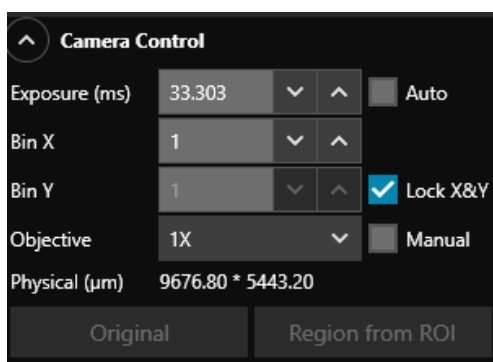 Camera Control
Exposure (ms) 33.303 Auto
Bin X 1
Bin Y 1 Lock X&Y
Objective 1X Manual
Physical (μm) 9676.80 * 5443.20
Original Region from ROI